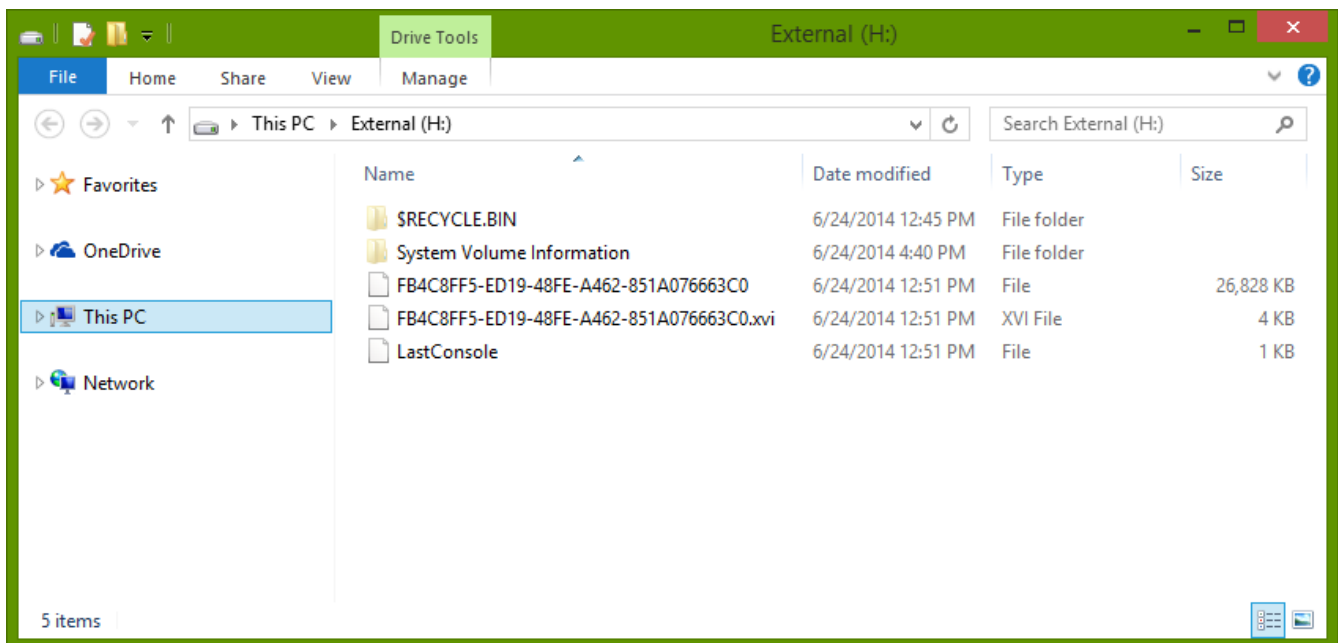 Drive Tools External (H:)
File Home Share View Manage
This PC External (H:) Search External (H:)
Name Date modified Type Size
Favorites
$RECYCLE.BIN 6/24/2014 12:45 PM File folder
OneDrive System Volume Information 6/24/2014 4:40 PM File folder
FB4C8FF5-ED19-48FE-A462-851A076663C0 6/24/2014 12:51 PM File 26,828 KB
This PC FB4C8FF5-ED19-48FE-A462-851A076663C0.xvi 6/24/2014 12:51 PM XVI File 4 KB
LastConsole 6/24/2014 12:51 PM File 1 KB
Network
5 items